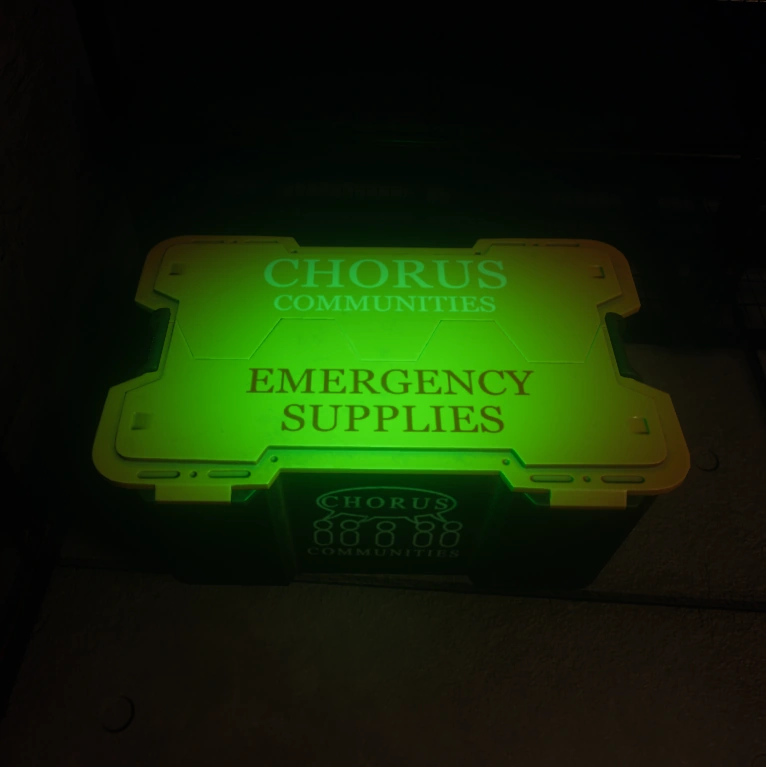 CHORUS
COMMUNITIES
EMERGENCY
SUPPLIES
CHORUS
COMMUNITIES